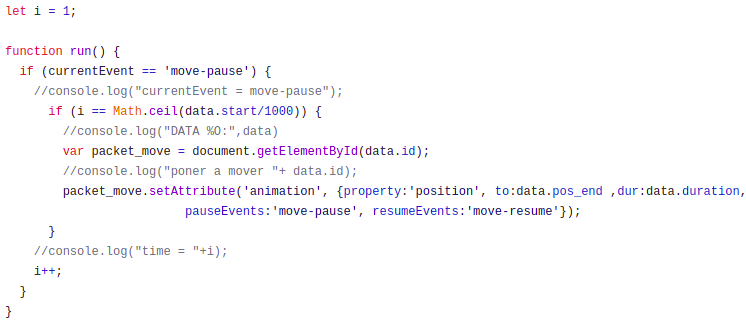 let i = 1;

function run() {
  if (currentEvent == 'move-pause') {
    //console.log("currentEvent = move-pause");
      if (i == Math.ceil(data.start/1000)) {
        //console.log("DATA %O:",data)
        var packet_move = document.getElementById(data.id);
        //console.log("poner a mover "+ data.id);
        packet_move.setAttribute('animation', {property:'position', to:data.pos_end ,dur:data.duration,
                         pauseEvents:'move-pause', resumeEvents:'move-resume'});
      }
    //console.log("time = "+i);
    i++;
  }
}